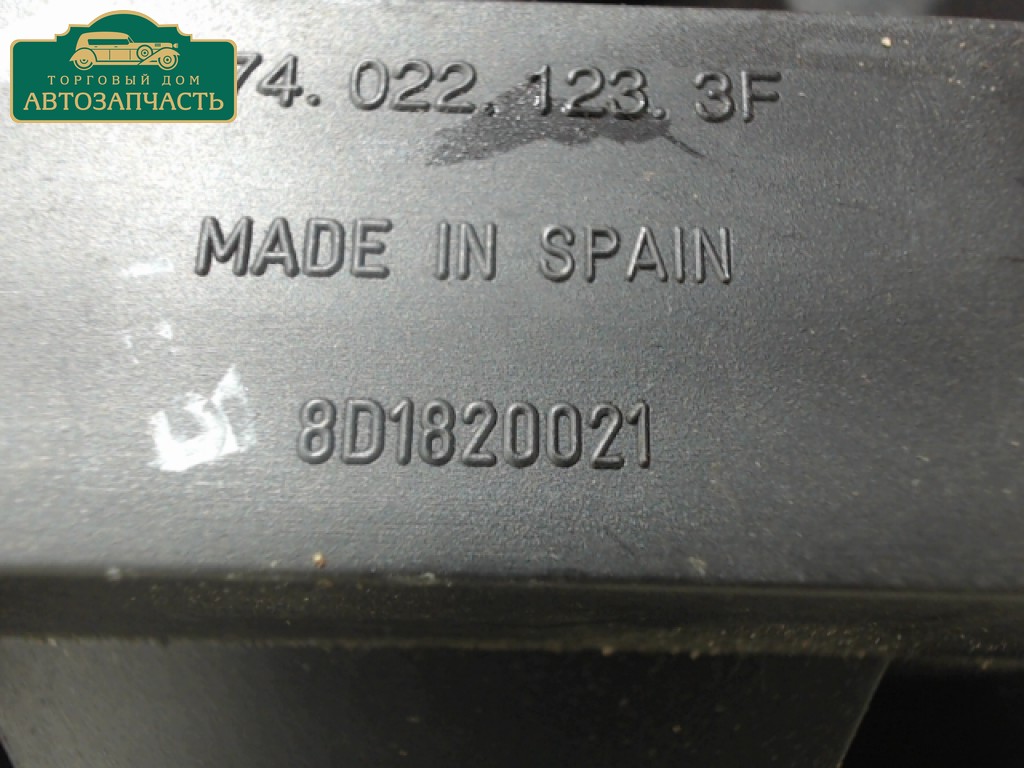 ТОРГОВЫЙ ДОМ
АВТОЗАПЧАСТЬ
74. 022. 123. 3F
MADE IN SPAIN
8D1820021